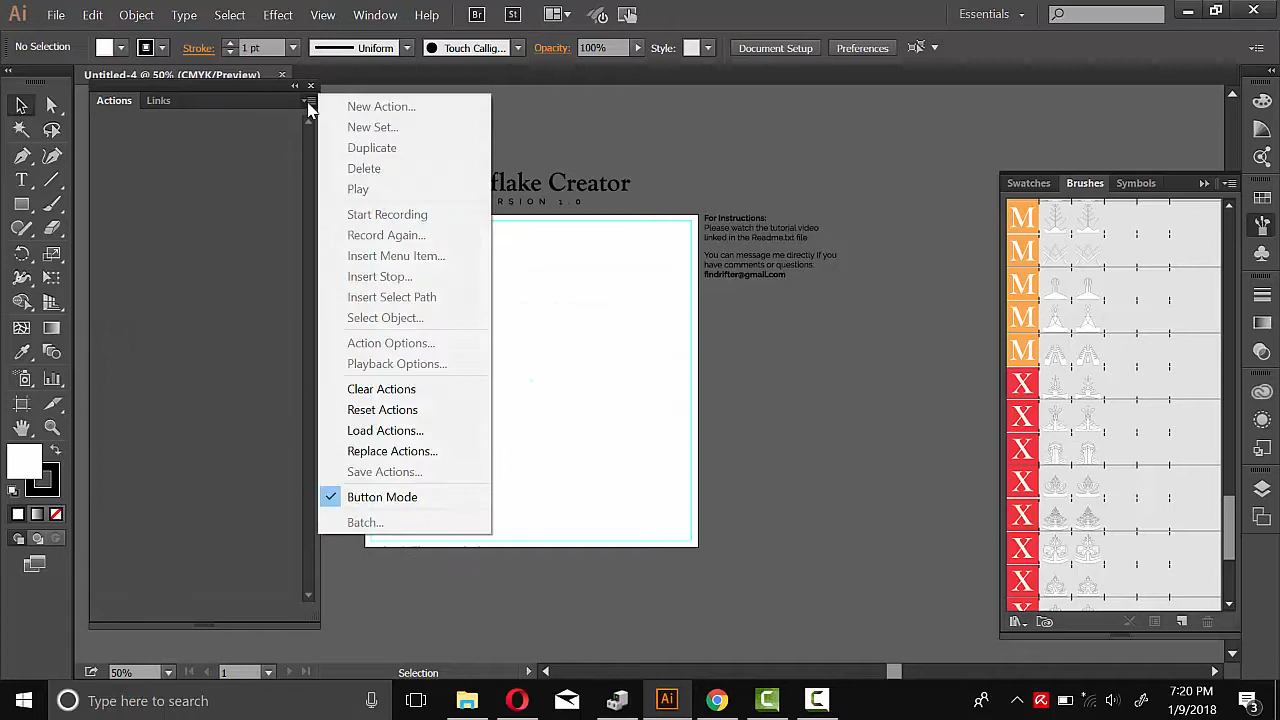 Ai File Edit Object Type Select Effect View Window Help Br St Essentials
No Selection Stroke: 1 pt Uniform Touch Callig... Opacity: 100% Style: Document Setup Preferences
Untitled-4 @ 50% (CMYK/Preview)
Actions Links
New Action...
New Set...
Duplicate
Delete
Play
Start Recording
Record Again...
Insert Menu Item...
Insert Stop...
Insert Select Path
Select Object...
Action Options...
Playback Options...
Clear Actions
Reset Actions
Load Actions...
Replace Actions...
Save Actions...
Button Mode
Batch...
flake Creator
ERSION 1.0
For Instructions:
Please watch the tutorial video
linked in the Readme.txt file
You can message me directly if you
have comments or questions.
findrifter@gmail.com
Swatches Brushes Symbols
M
M
M
M
M
X
X
X
X
X
X
X
50% 1 Selection
Type here to search
Ai
7:20 PM
1/9/2018
3